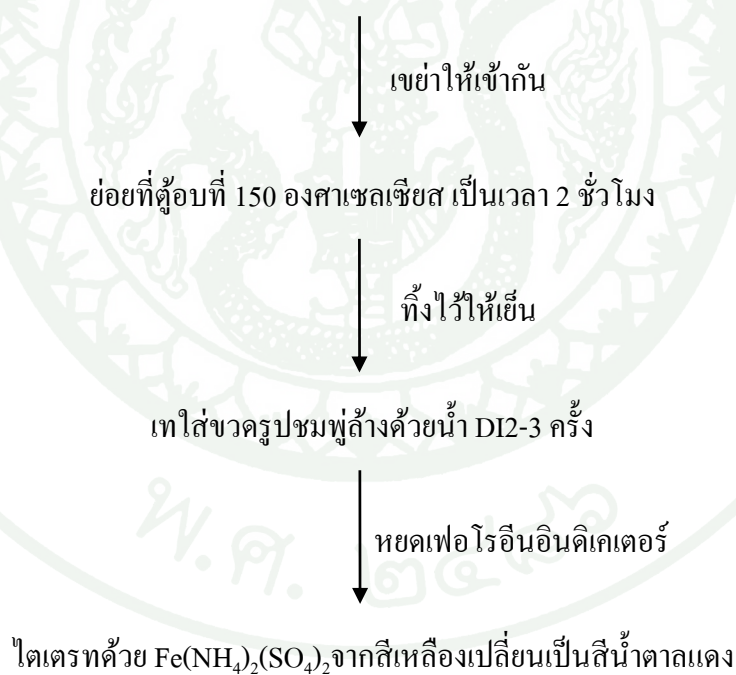 เขย่าให้เข้ากัน
ย่อยที่ตู้อบที่ 150 องศาเซลเซียส เป็นเวลา 2 ชั่วโมง
ทิ้งไว้ให้เย็น
เทใส่ขวดรูปชมพู่ล้างด้วยน้ำ DI2-3 ครั้ง
หยดเฟอโรอีนอินดิเคเตอร์
พ.ศ. ๒๔๘๖
ไตเตรทด้วย Fe(NH₄)₂(SO₄)₂จากสีเหลืองเปลี่ยนเป็นสีน้ำตาลแดง